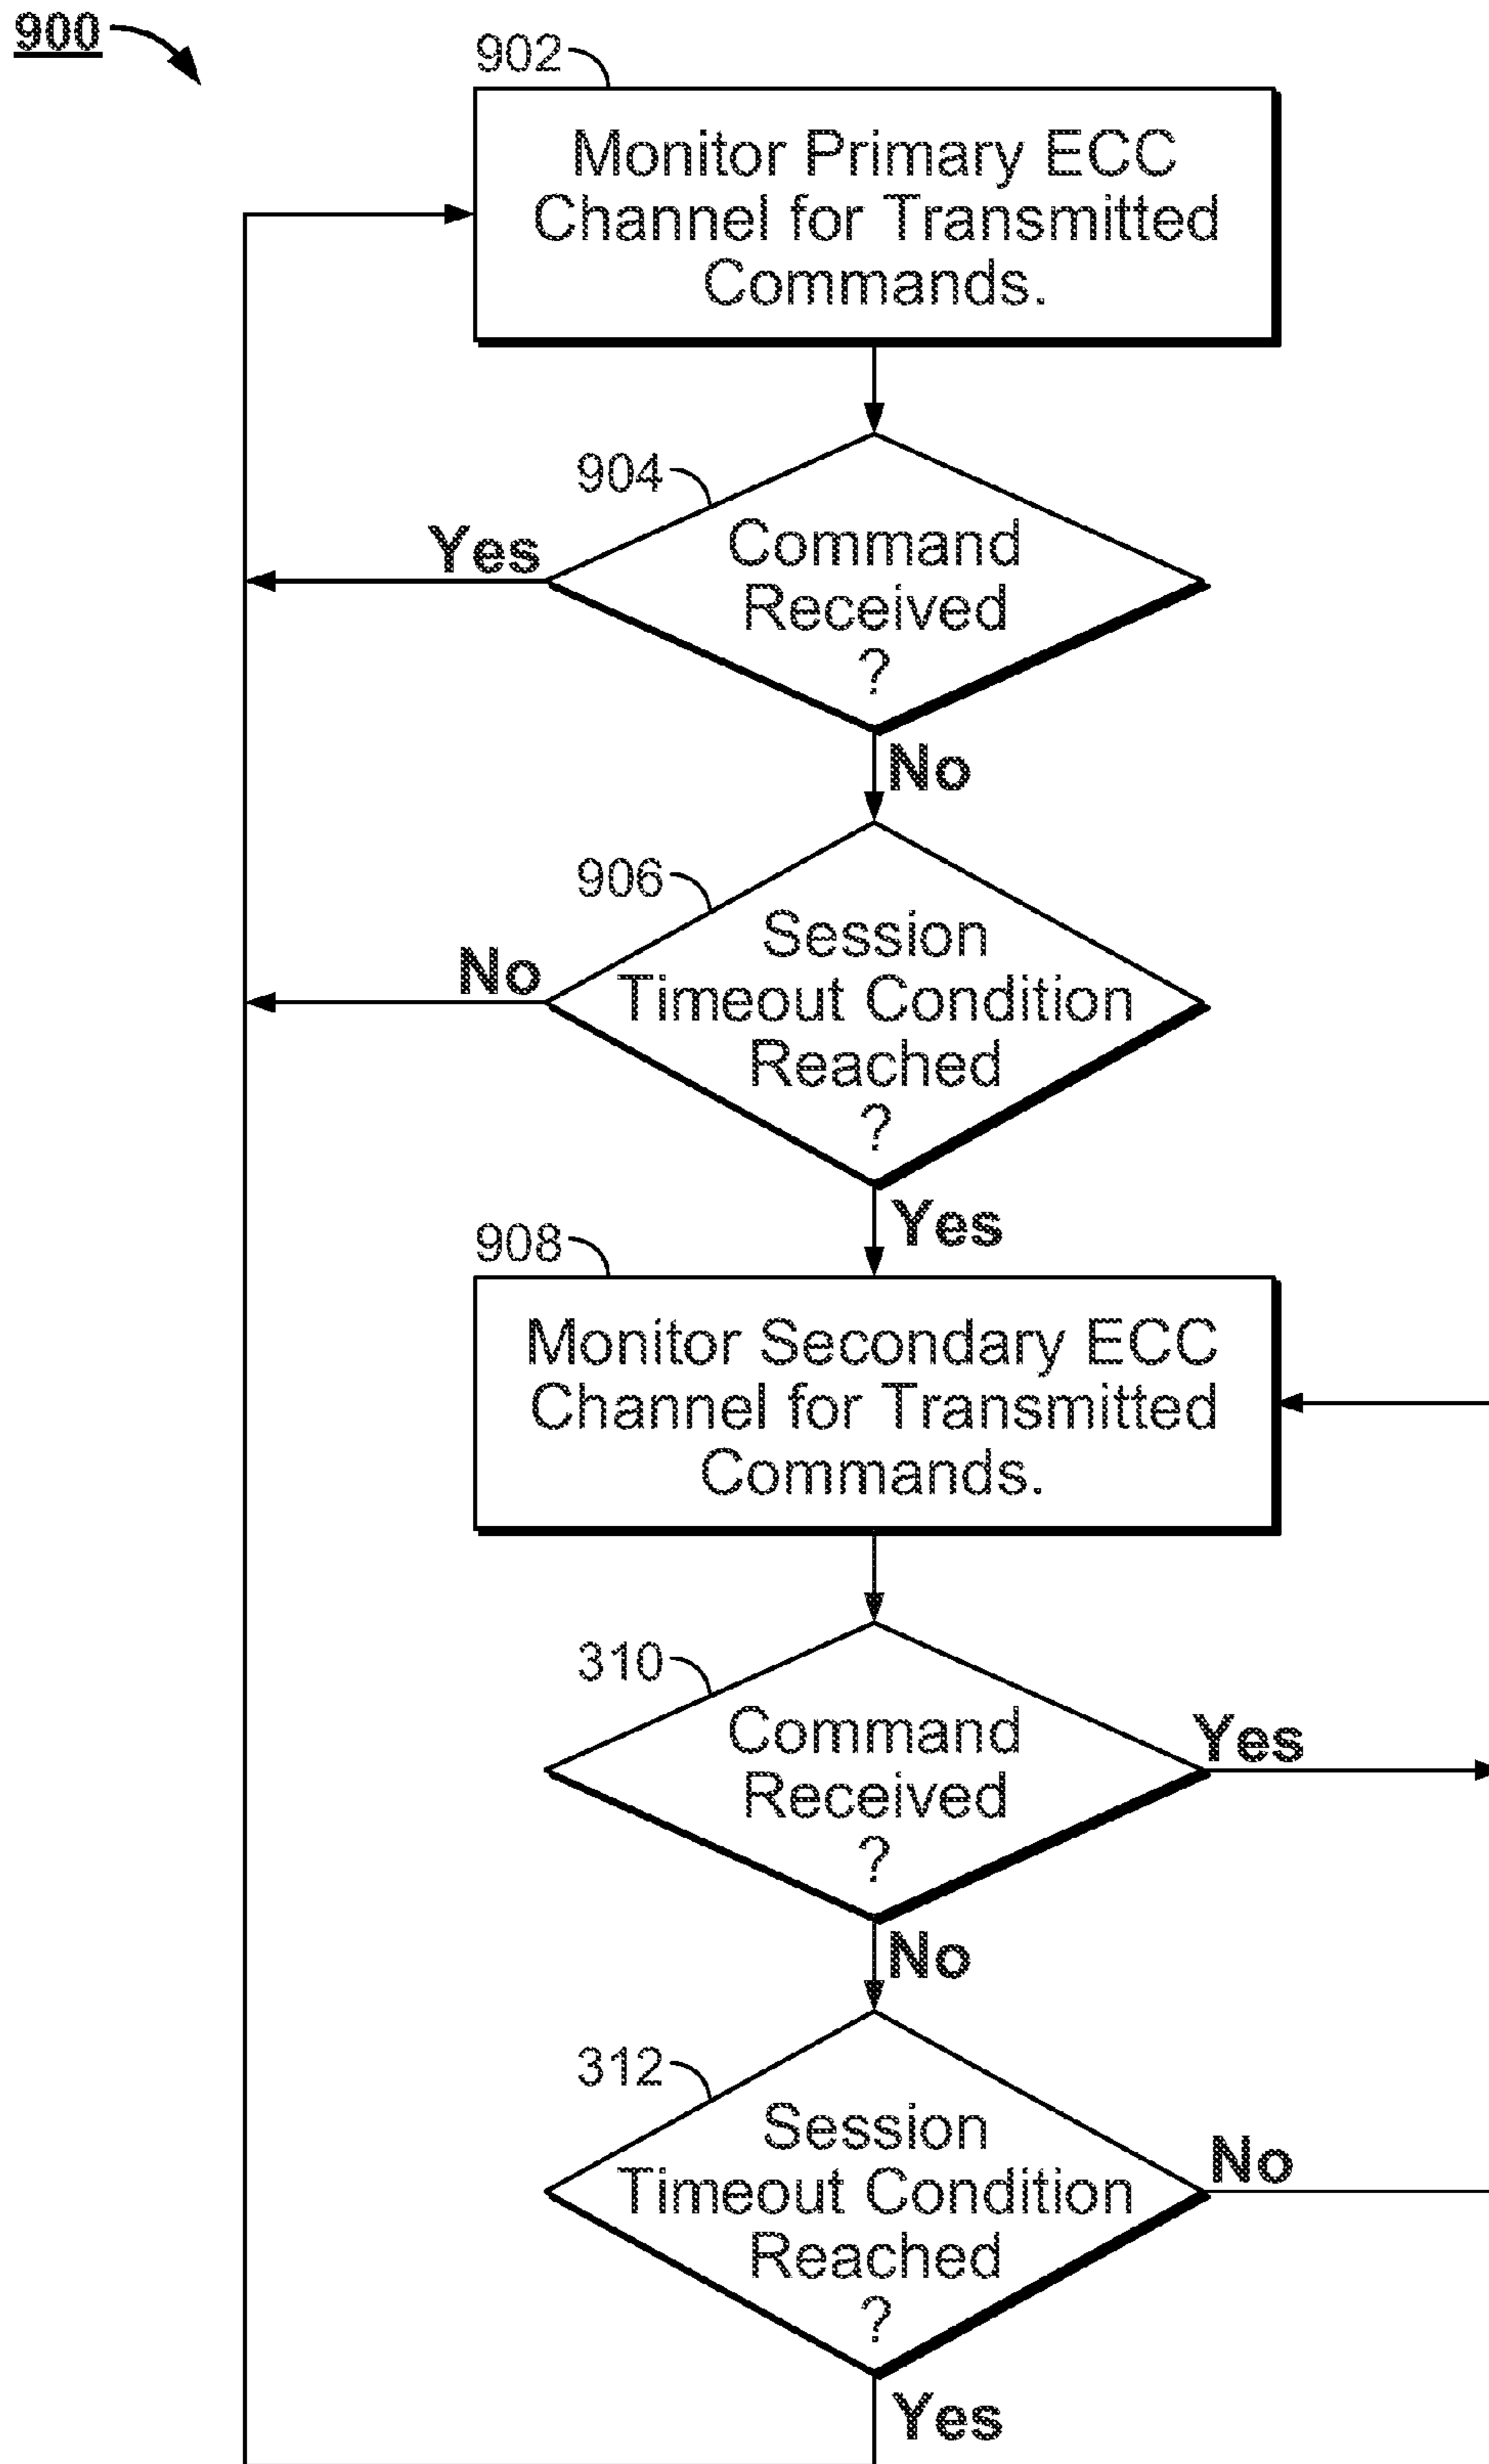 900
902
Monitor Primary ECC
Channel for Transmitted
Commands.
904
Yes
Command
Received
?
No
906
No
Session
Timeout Condition
Reached
?
Yes
908
Monitor Secondary ECC
Channel for Transmitted
Commands.
310
Command
Received
?
Yes
No
312
Session
Timeout Condition
Reached
?
No
Yes